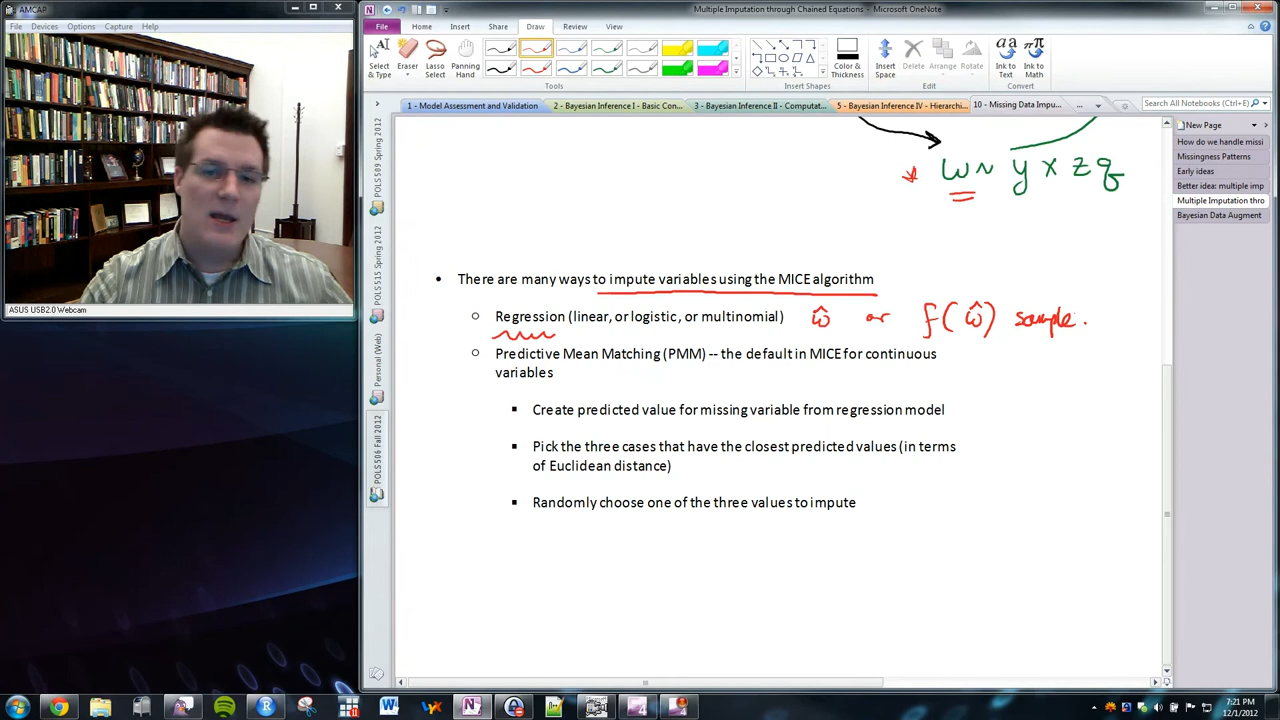 AMCAP
File Devices Options Capture Help
ASUS USB2.0 Webcam
Multiple Imputation through Chained Equations - Microsoft OneNote
File Home Insert Share Draw Review View
Select & Type
Eraser
Lasso Select
Panning Hand
Color & Thickness
Insert Space
Delete
Arrange
Rotate
Ink to Text
Ink to Math
Tools
Insert Shapes
Edit
Convert
1 - Model Assessment and Validation
2 - Bayesian Inference I - Basic Con...
3 - Bayesian Inference II - Computat...
5 - Bayesian Inference IV - Hierarchi...
10 - Missing Data Impu...
...
Search All Notebooks (Ctrl+E)
New Page
How do we handle missi
Missingness Patterns
Early ideas
Better idea: multiple imp
Multiple Imputation thro
Bayesian Data Augment
POLS509 Spring 2012
POLS515 Spring 2012
Personal (Web)
POLS506 Fall 2012
* w ~ y x z q
• There are many ways to impute variables using the MICE algorithm
○ Regression (linear, or logistic, or multinomial) ŵ or f(ŵ) sample.
○ Predictive Mean Matching (PMM) -- the default in MICE for continuous
variables
▪ Create predicted value for missing variable from regression model
▪ Pick the three cases that have the closest predicted values (in terms
of Euclidean distance)
▪ Randomly choose one of the three values to impute
7:21 PM
12/1/2012